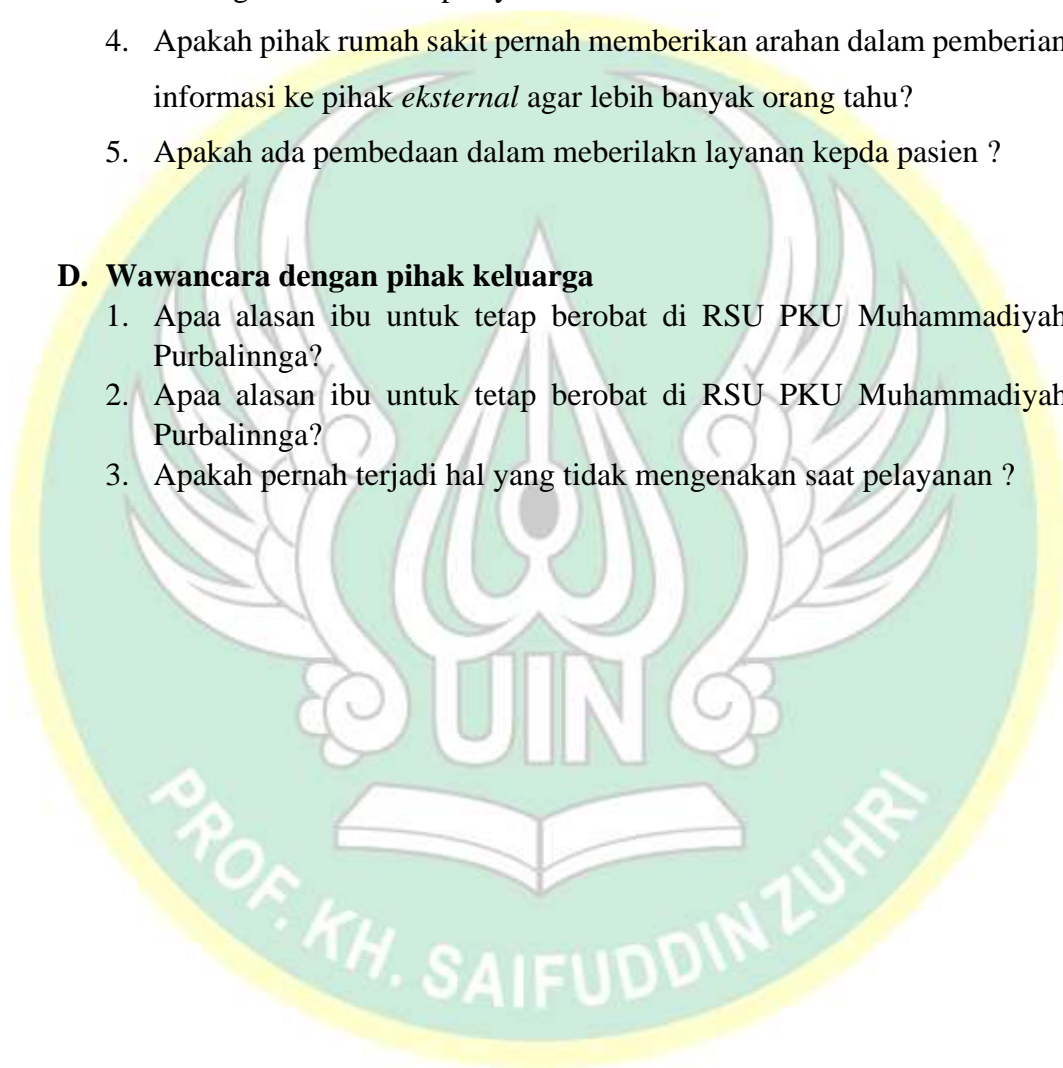 4. Apakah pihak rumah sakit pernah memberikan arahan dalam pemberian
informasi ke pihak eksternal agar lebih banyak orang tahu?
5. Apakah ada pembedaan dalam meberilakn layanan kepda pasien ?
D. Wawancara dengan pihak keluarga
1. Apaa alasan ibu untuk tetap berobat di RSU PKU Muhammadiyah
Purbalinnga?
2. Apaa alasan ibu untuk tetap berobat di RSU PKU Muhammadiyah
Purbalinnga?
3. Apakah pernah terjadi hal yang tidak mengenakan saat pelayanan ?
UIN
PROF. KH. SAIFUDDIN ZUHRI